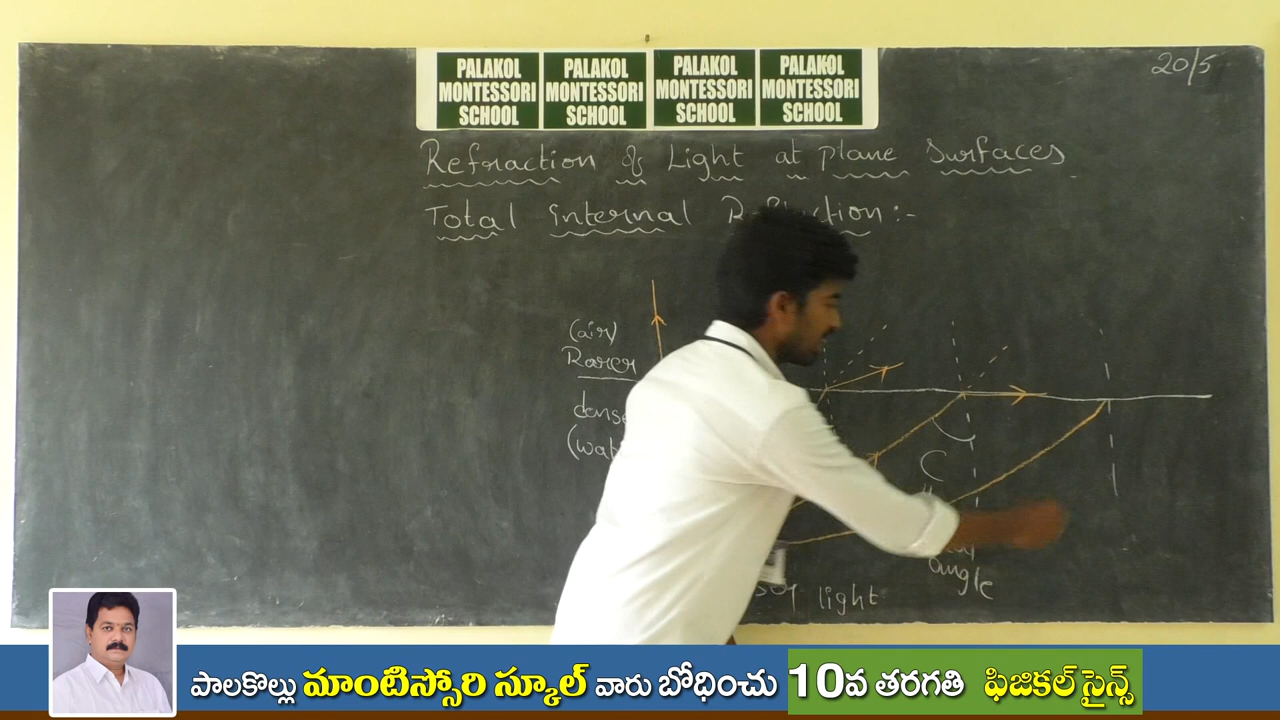 PALAKOL MONTESSORI SCHOOL
PALAKOL MONTESSORI SCHOOL
PALAKOL MONTESSORI SCHOOL
PALAKOL MONTESSORI SCHOOL
20/5
Refraction of Light at plane Surfaces
Total Internal
(air)
Rarer
C
angle
light
పాలకొల్లు మాంటిస్సోరి స్కూల్ వారు బోధించు 10వ తరగతి ఫిజికల్ సైన్స్